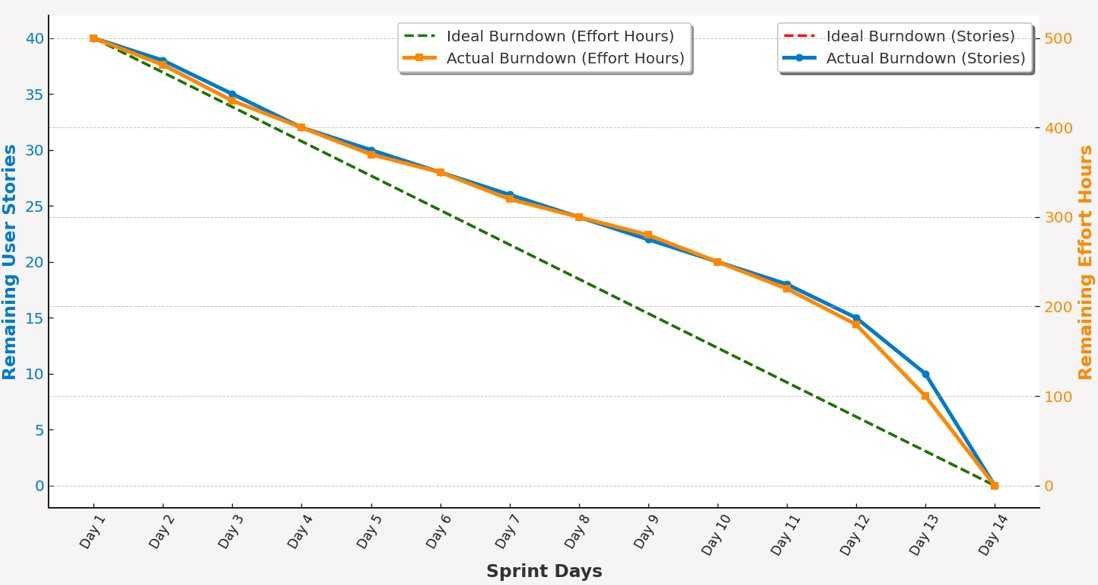 Ideal Burndown (Effort Hours)
Actual Burndown (Effort Hours)
Ideal Burndown (Stories)
Actual Burndown (Stories)
Remaining User Stories
40
35
30
25
20
15
10
5
0
Remaining Effort Hours
500
400
300
200
100
0
Day 1
Day 2
Day 3
Day 4
Day 5
Day 6
Day 7
Day 8
Day 9
Day 10
Day 11
Day 12
Day 13
Day 14
Sprint Days